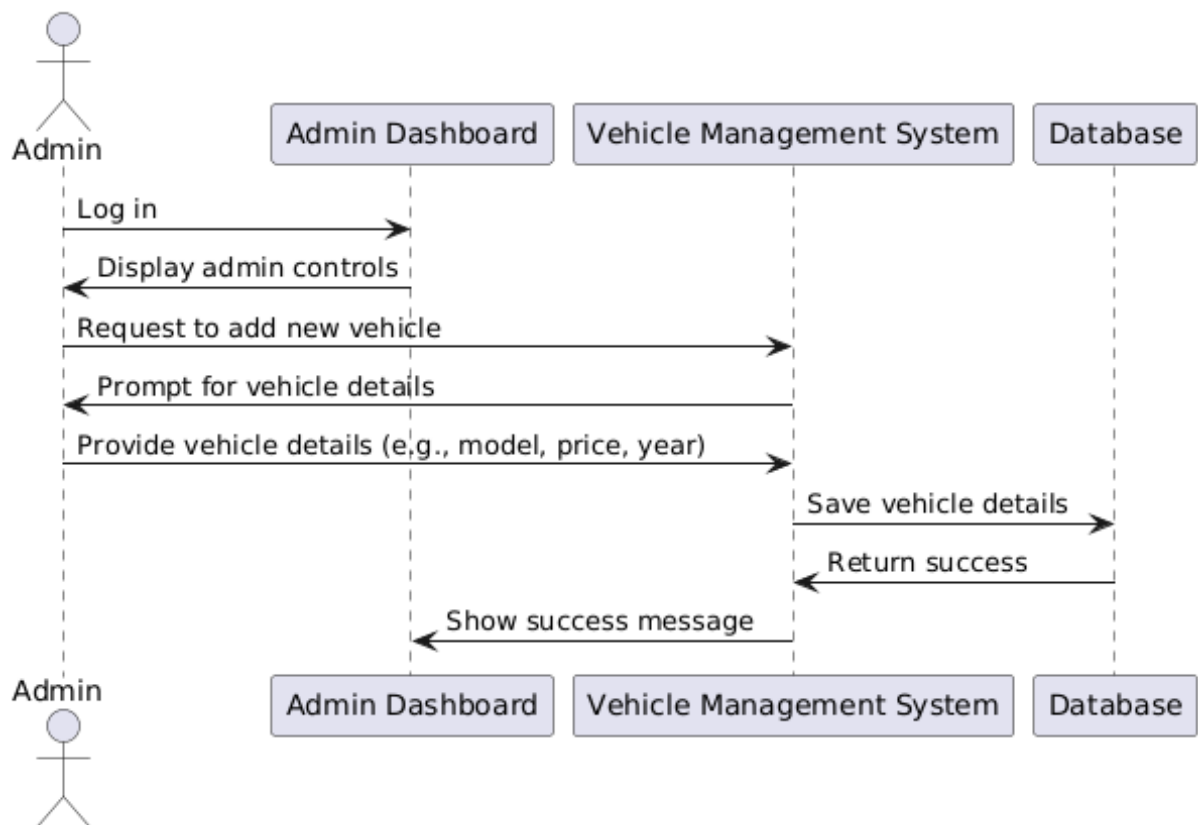 Admin
Admin Dashboard
Vehicle Management System
Database
Log in
Display admin controls
Request to add new vehicle
Prompt for vehicle details
Provide vehicle details (e.g., model, price, year)
Save vehicle details
Return success
Show success message
Admin
Admin Dashboard
Vehicle Management System
Database